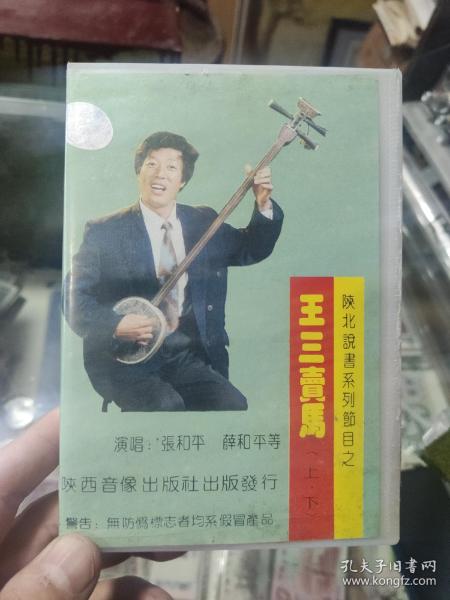 陝北說書系列節目之
王三賣馬
（上·下）
演唱：張和平 薛和平等
陝西音像出版社出版發行
警告：無防偽標志者均系假冒產品
孔夫子旧书网
www.kongfz.com